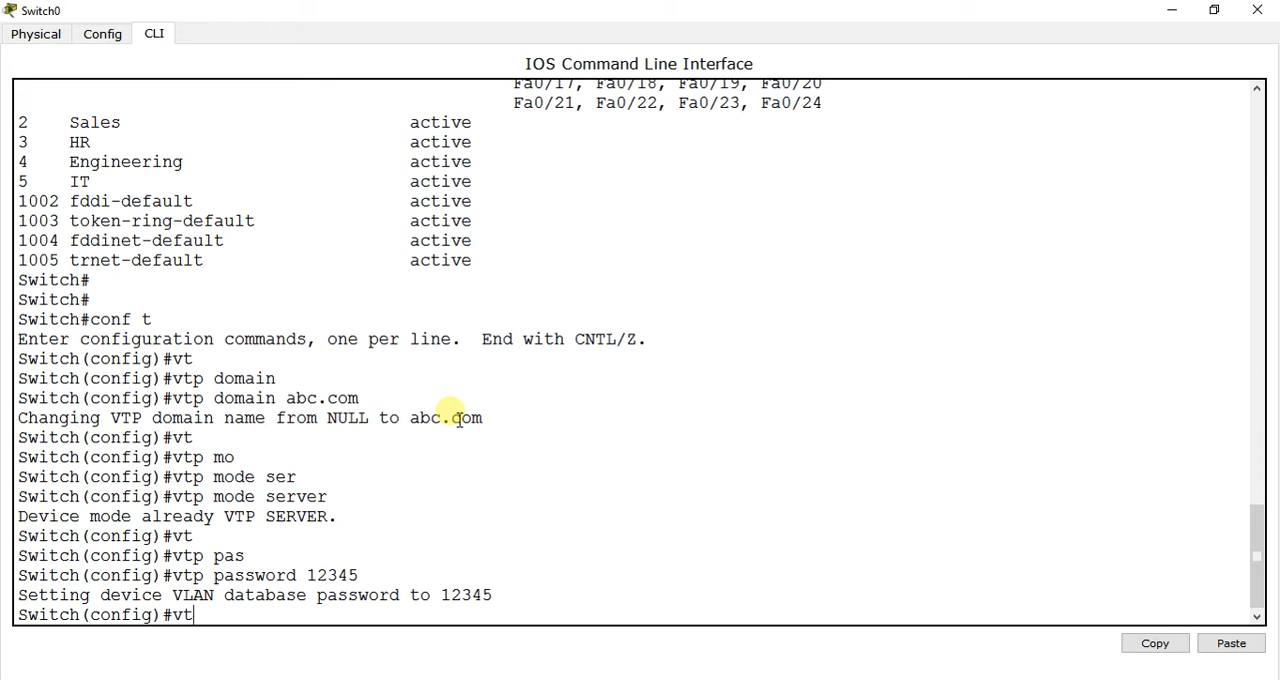 Switch0
Physical Config CLI
IOS Command Line Interface
Fa0/17, Fa0/18, Fa0/19, Fa0/20
Fa0/21, Fa0/22, Fa0/23, Fa0/24
2 Sales active
3 HR active
4 Engineering active
5 IT active
1002 fddi-default active
1003 token-ring-default active
1004 fddinet-default active
1005 trnet-default active
Switch#
Switch#
Switch#conf t
Enter configuration commands, one per line. End with CNTL/Z.
Switch(config)#vt
Switch(config)#vtp domain
Switch(config)#vtp domain abc.com
Changing VTP domain name from NULL to abc.com
Switch(config)#vt
Switch(config)#vtp mo
Switch(config)#vtp mode ser
Switch(config)#vtp mode server
Device mode already VTP SERVER.
Switch(config)#vt
Switch(config)#vtp pas
Switch(config)#vtp password 12345
Setting device VLAN database password to 12345
Switch(config)#vt
Copy Paste